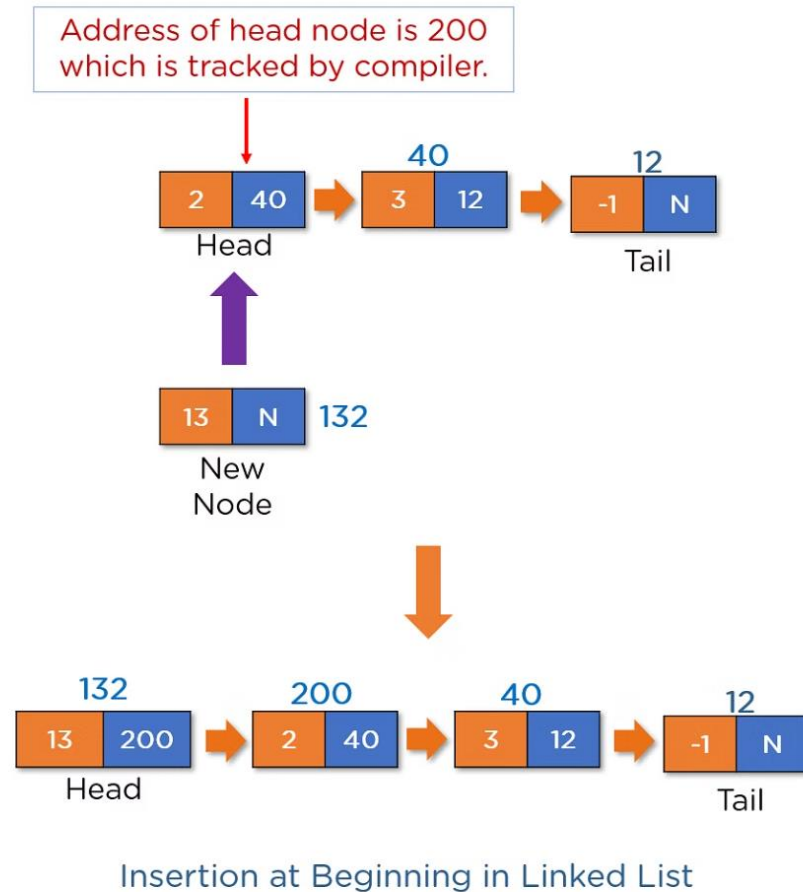 Address of head node is 200
which is tracked by compiler.
40
12
2 40
3 12
-1 N
Head
Tail
13 N
132
New
Node
132
200
40
12
13 200
2 40
3 12
-1 N
Head
Tail
Insertion at Beginning in Linked List